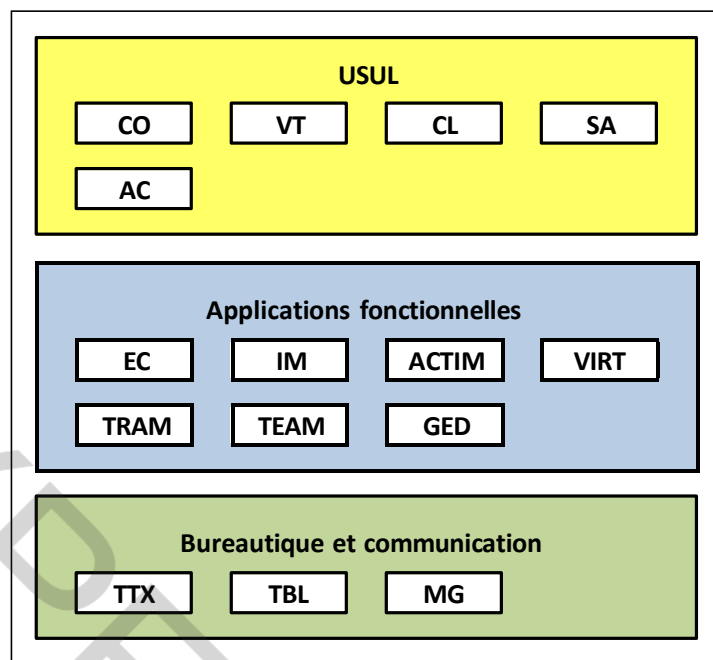 USUL
CO VT CL SA
AC
Applications fonctionnelles
EC IM ACTIM VIRT
TRAM TEAM GED
Bureautique et communication
TTX TBL MG